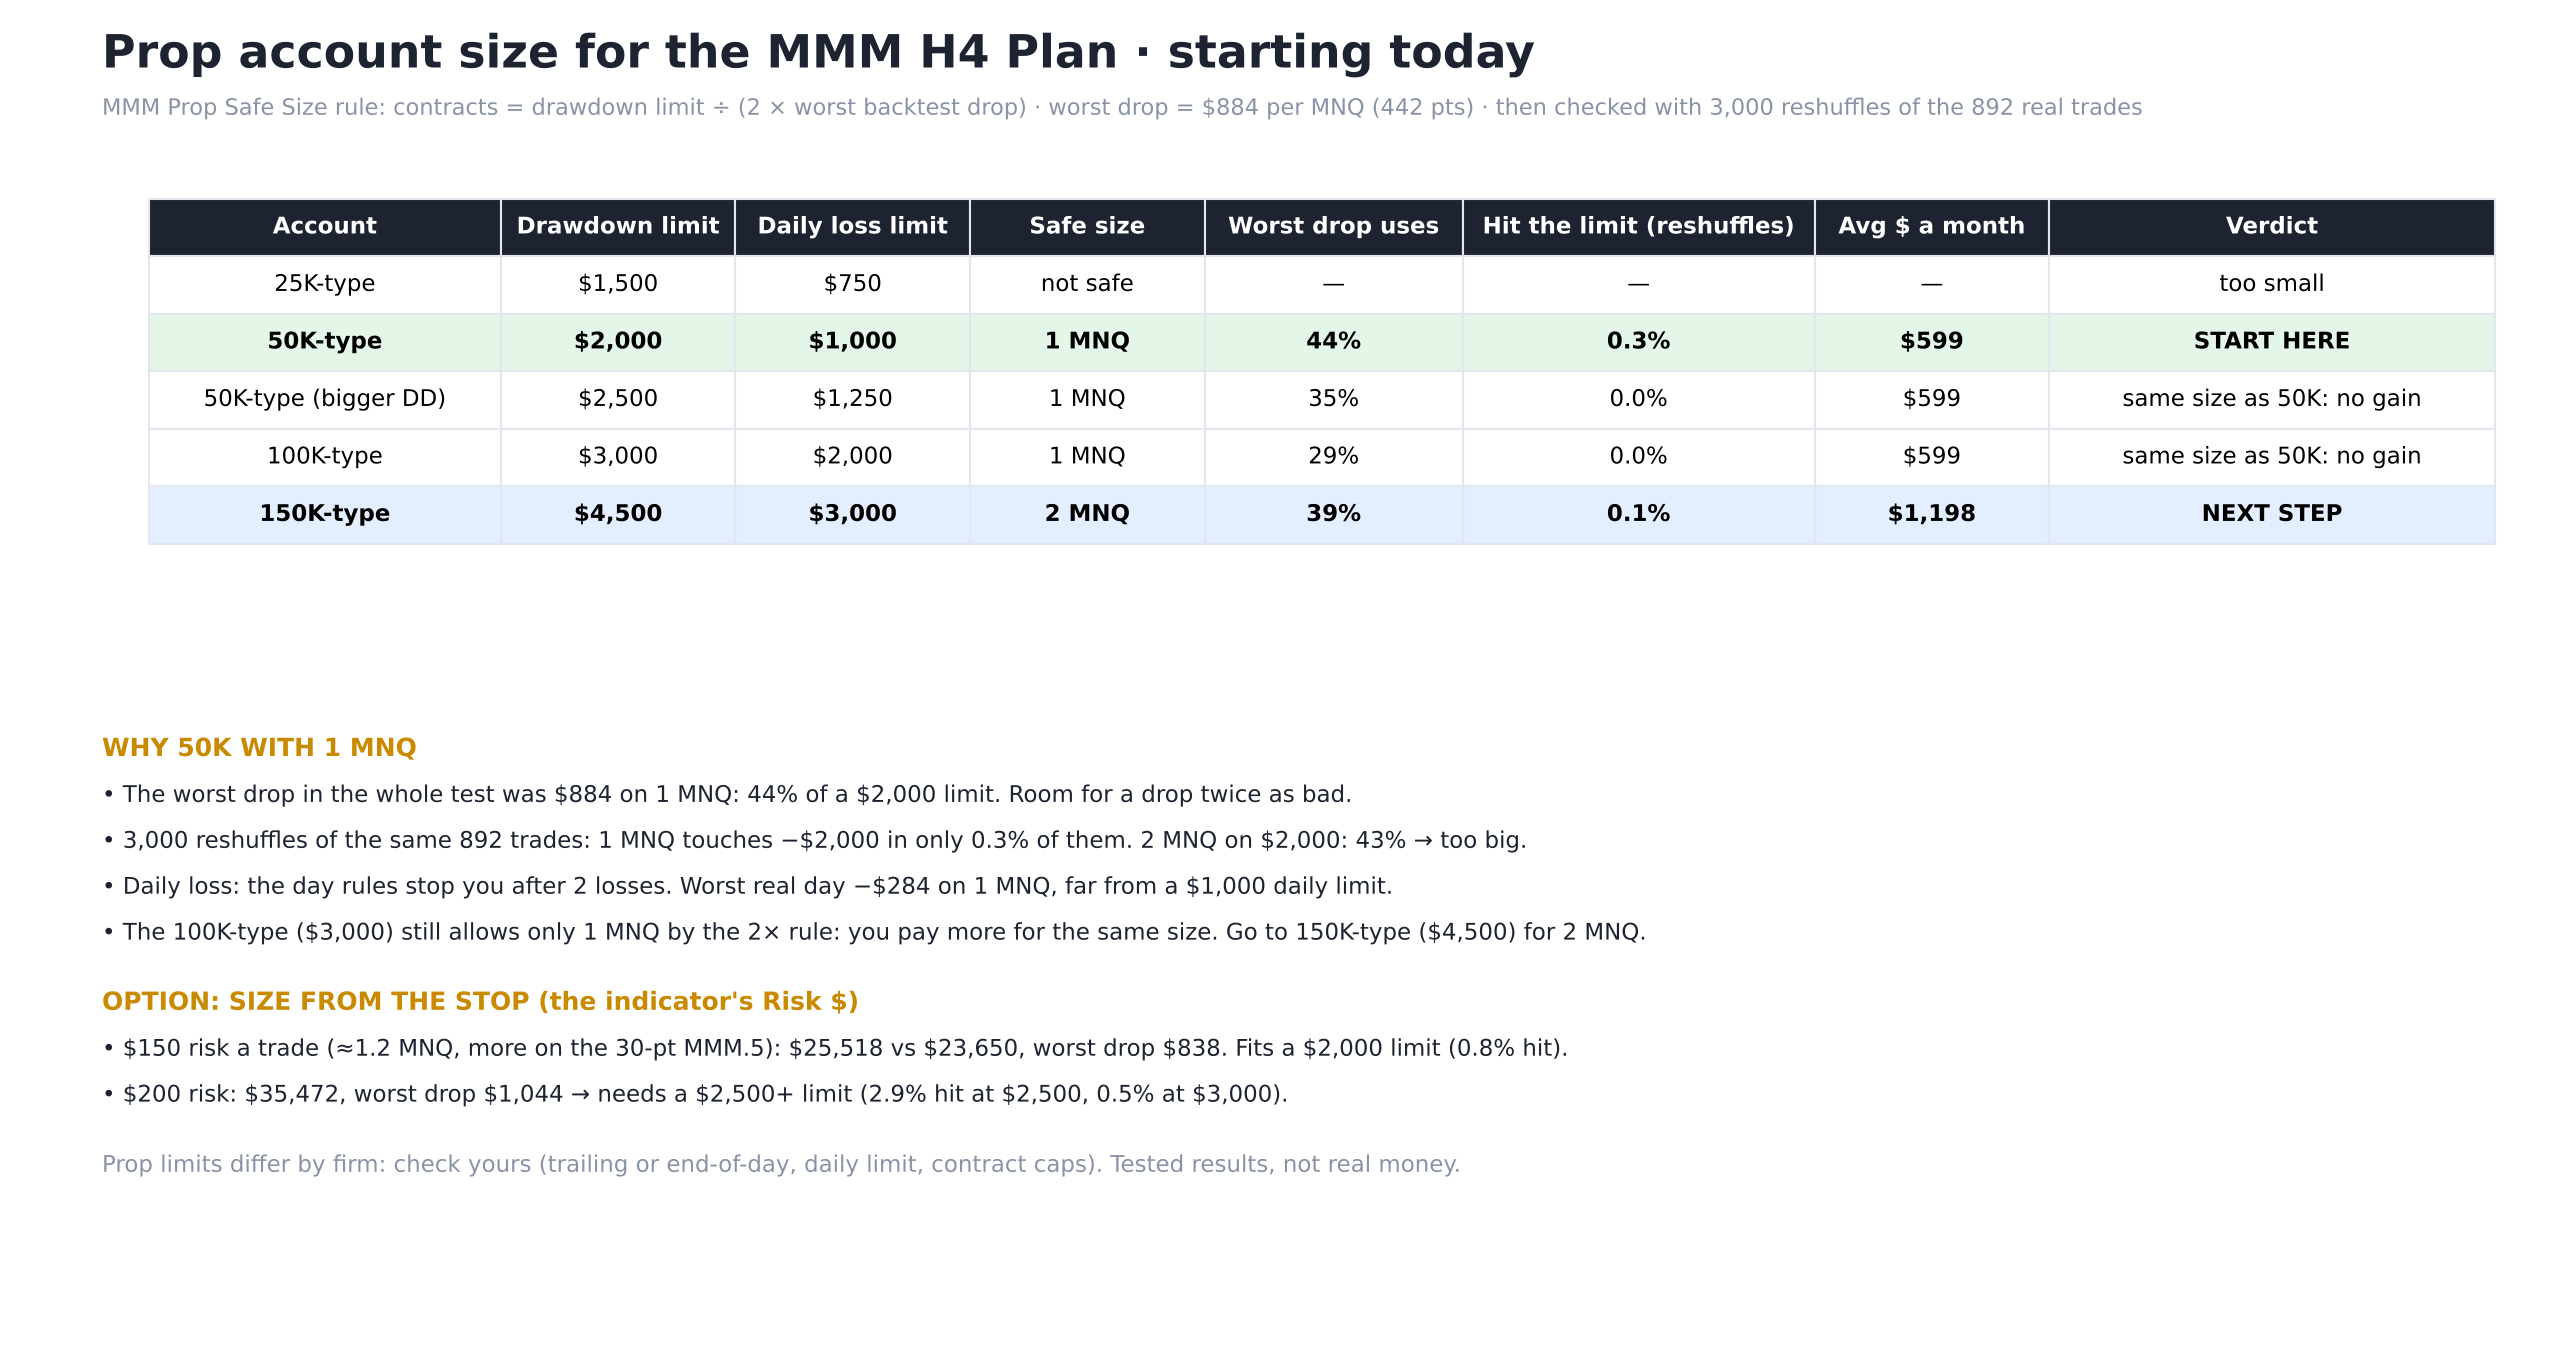 Prop account size for the MMM H4 Plan · starting today
MMM Prop Safe Size rule: contracts = drawdown limit ÷ (2 × worst backtest drop) · worst drop = $884 per MNQ (442 pts) · then checked with 3,000 reshuffles of the 892 real trades
Account Drawdown limit Daily loss limit Safe size Worst drop uses Hit the limit (reshuffles) Avg $ a month Verdict
25K-type $1,500 $750 not safe — — — too small
50K-type $2,000 $1,000 1 MNQ 44% 0.3% $599 START HERE
50K-type (bigger DD) $2,500 $1,250 1 MNQ 35% 0.0% $599 same size as 50K: no gain
100K-type $3,000 $2,000 1 MNQ 29% 0.0% $599 same size as 50K: no gain
150K-type $4,500 $3,000 2 MNQ 39% 0.1% $1,198 NEXT STEP
WHY 50K WITH 1 MNQ
• The worst drop in the whole test was $884 on 1 MNQ: 44% of a $2,000 limit. Room for a drop twice as bad.
• 3,000 reshuffles of the same 892 trades: 1 MNQ touches −$2,000 in only 0.3% of them. 2 MNQ on $2,000: 43% → too big.
• Daily loss: the day rules stop you after 2 losses. Worst real day −$284 on 1 MNQ, far from a $1,000 daily limit.
• The 100K-type ($3,000) still allows only 1 MNQ by the 2× rule: you pay more for the same size. Go to 150K-type ($4,500) for 2 MNQ.
OPTION: SIZE FROM THE STOP (the indicator's Risk $)
• $150 risk a trade (≈1.2 MNQ, more on the 30-pt MMM.5): $25,518 vs $23,650, worst drop $838. Fits a $2,000 limit (0.8% hit).
• $200 risk: $35,472, worst drop $1,044 → needs a $2,500+ limit (2.9% hit at $2,500, 0.5% at $3,000).
Prop limits differ by firm: check yours (trailing or end-of-day, daily limit, contract caps). Tested results, not real money.